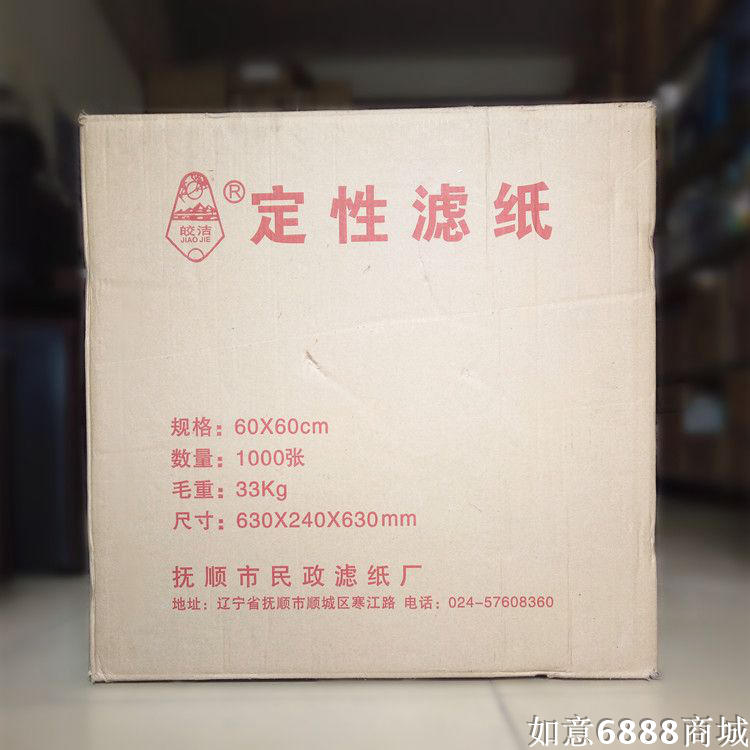 皎洁
JIAO JIE
® 定性滤纸
规格：60X60cm
数量：1000张
毛重：33Kg
尺寸：630X240X630mm
抚顺市民政滤纸厂
地址：辽宁省抚顺市顺城区寒江路 电话：024-57608360
如意6888商城